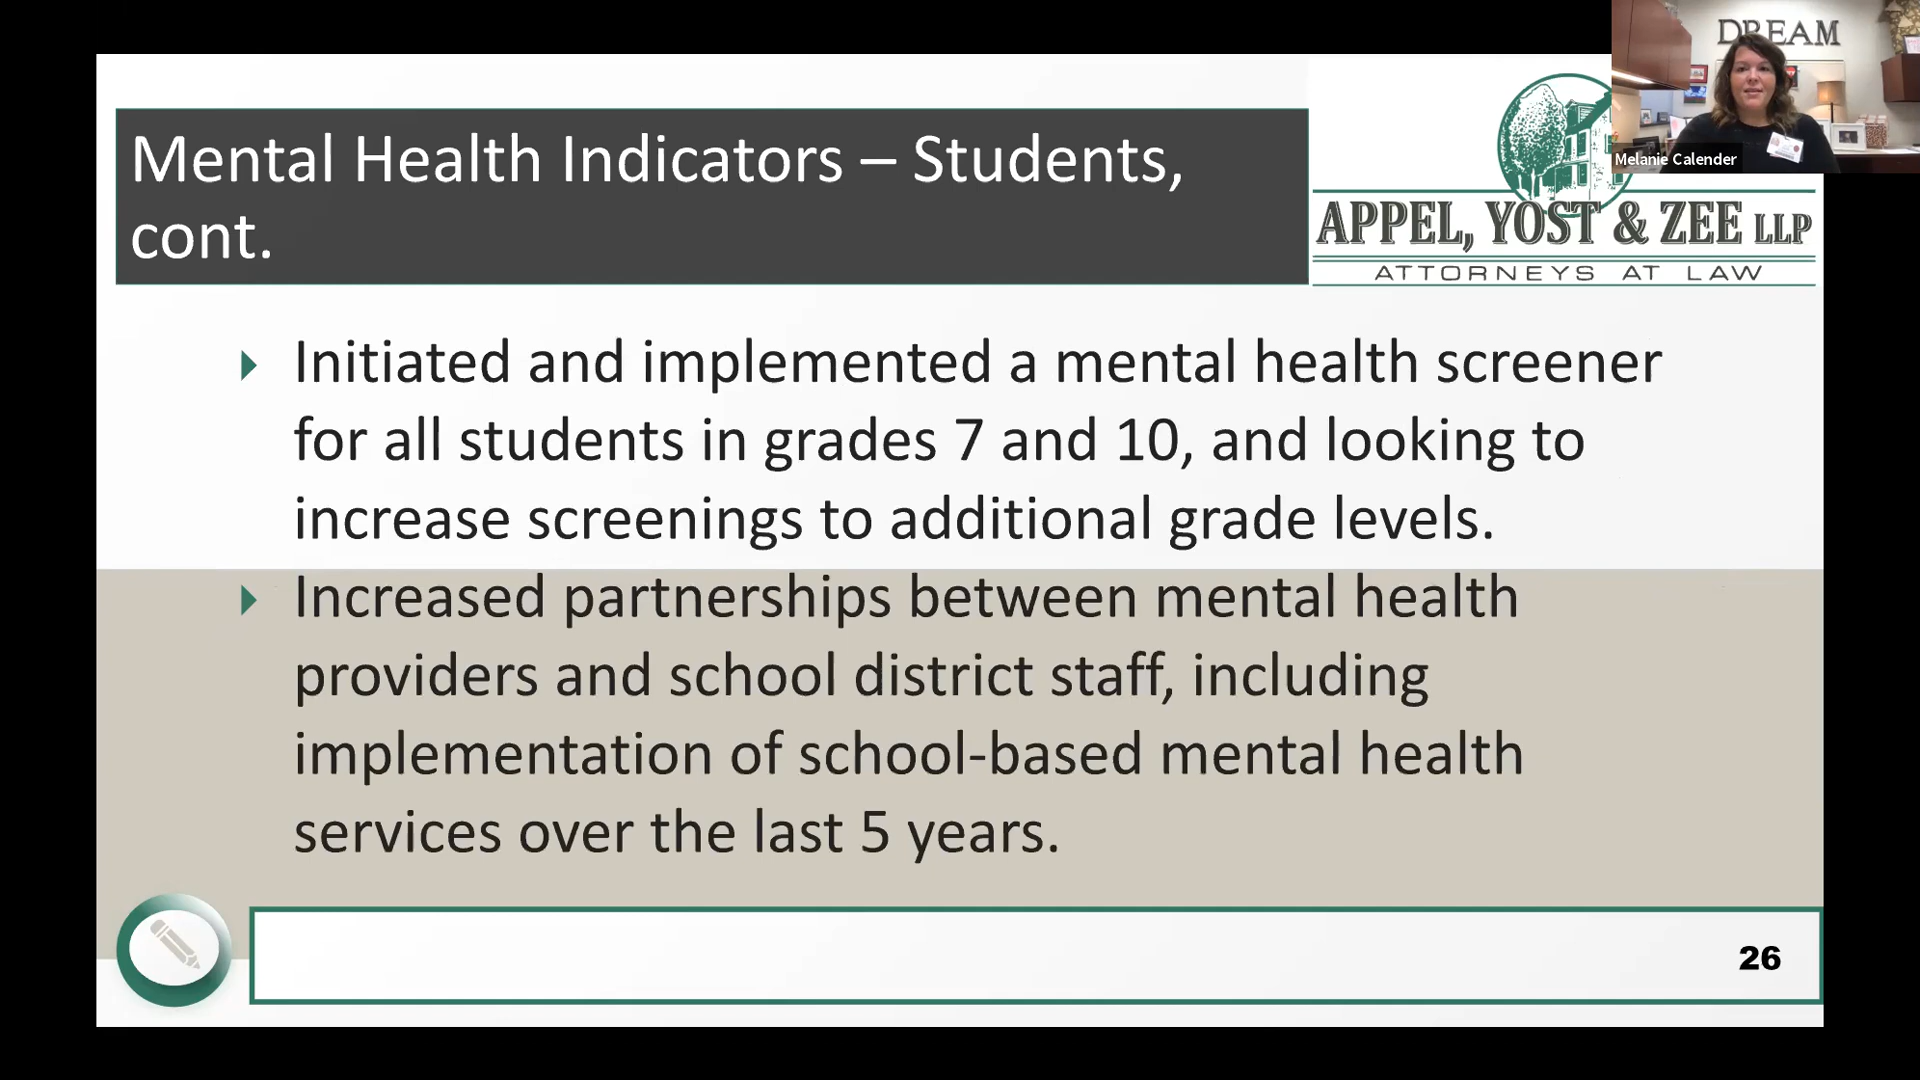 DREAM
Melanie Calender
Mental Health Indicators – Students,
cont.
APPEL, YOST & ZEE LLP
ATTORNEYS AT LAW
Initiated and implemented a mental health screener
for all students in grades 7 and 10, and looking to
increase screenings to additional grade levels.
Increased partnerships between mental health
providers and school district staff, including
implementation of school-based mental health
services over the last 5 years.
26